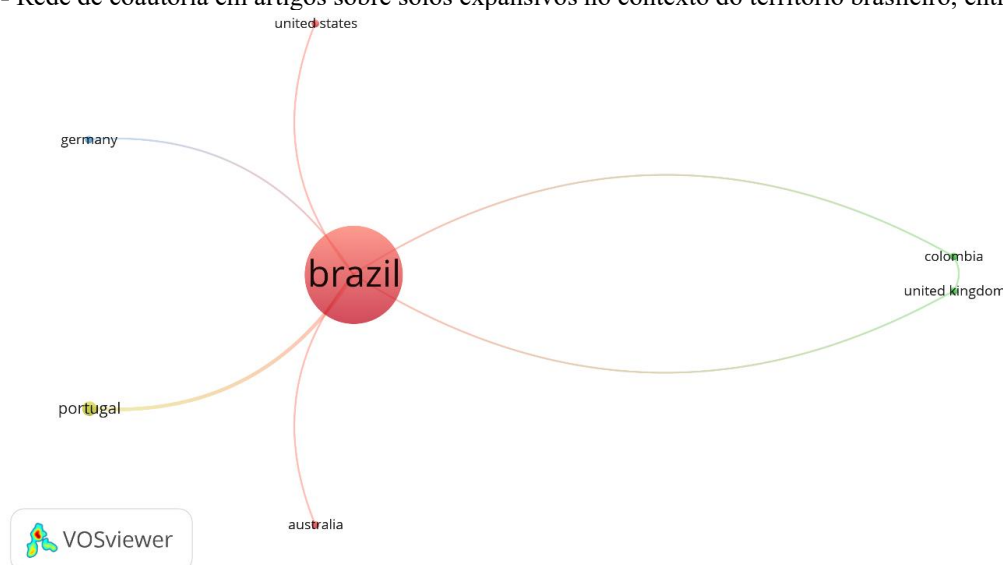 - Rede de coautoria em artigos sobre solos expansivos no contexto do território brasileiro, entr
united states
germany
brazil
colombia
united kingdom
portugal
australia
VOSviewer